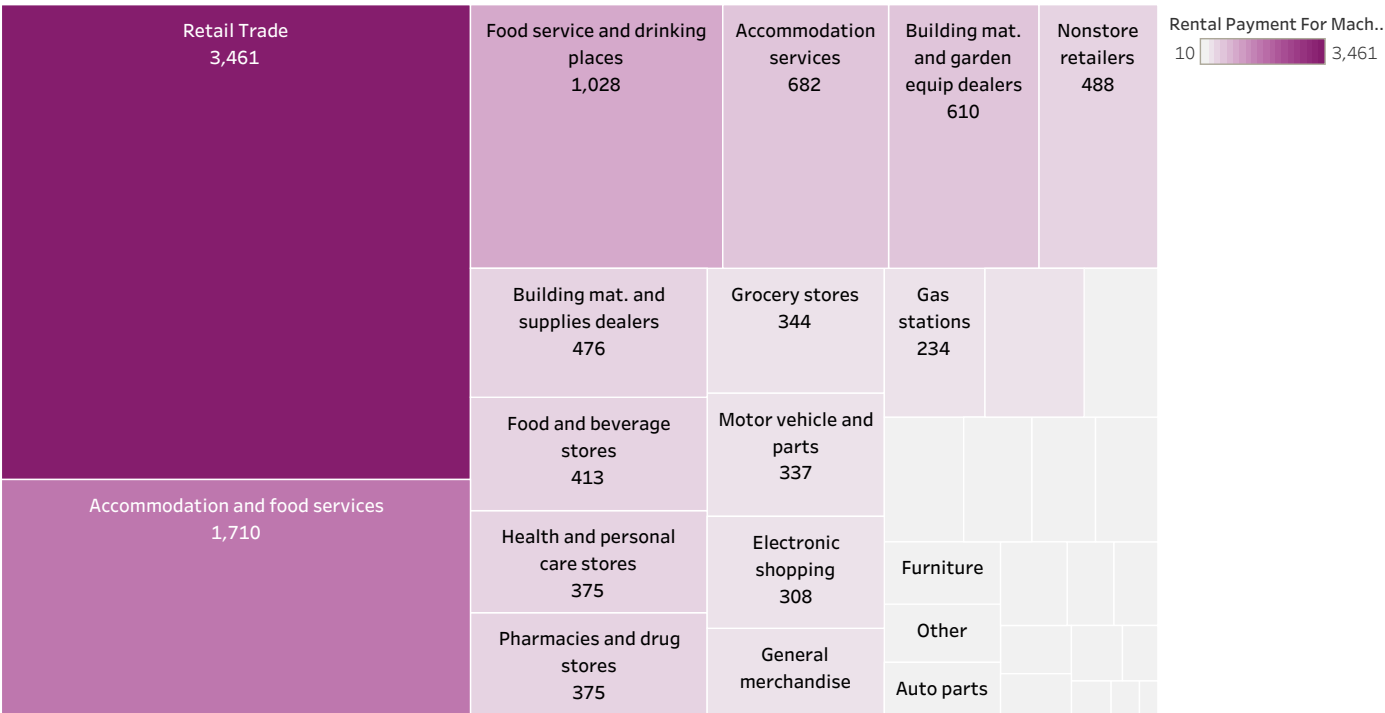 Retail Trade
3,461
Accommodation and food services
1,710
Food service and drinking
places
1,028
Accommodation
services
682
Building mat.
and garden
equip dealers
610
Nonstore
retailers
488
Building mat. and
supplies dealers
476
Food and beverage
stores
413
Health and personal
care stores
375
Pharmacies and drug
stores
375
Grocery stores
344
Motor vehicle and
parts
337
Electronic
shopping
308
General
merchandise
Gas
stations
234
Furniture
Other
Auto parts
Rental Payment For Mach..
10 3,461